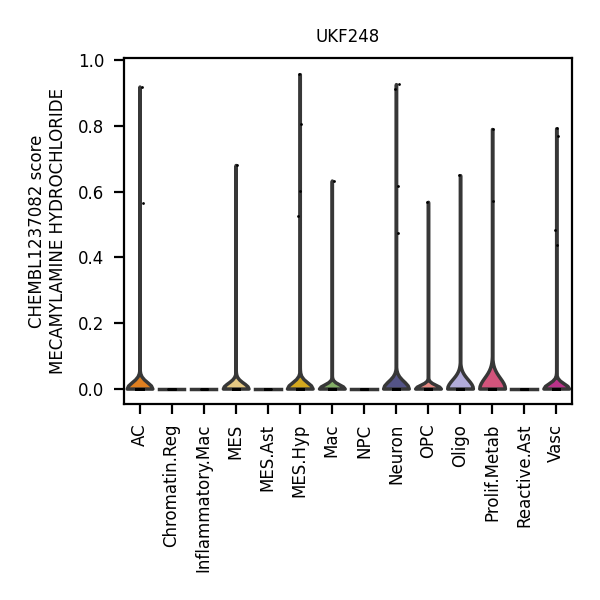 UKF248
CHEMBL1237082 score
MECAMYLAMINE HYDROCHLORIDE
1.0
0.8
0.6
0.4
0.2
0.0
AC
Chromatin.Reg
Inflammatory.Mac
MES
MES.Ast
MES.Hyp
Mac
NPC
Neuron
OPC
Oligo
Prolif.Metab
Reactive.Ast
Vasc